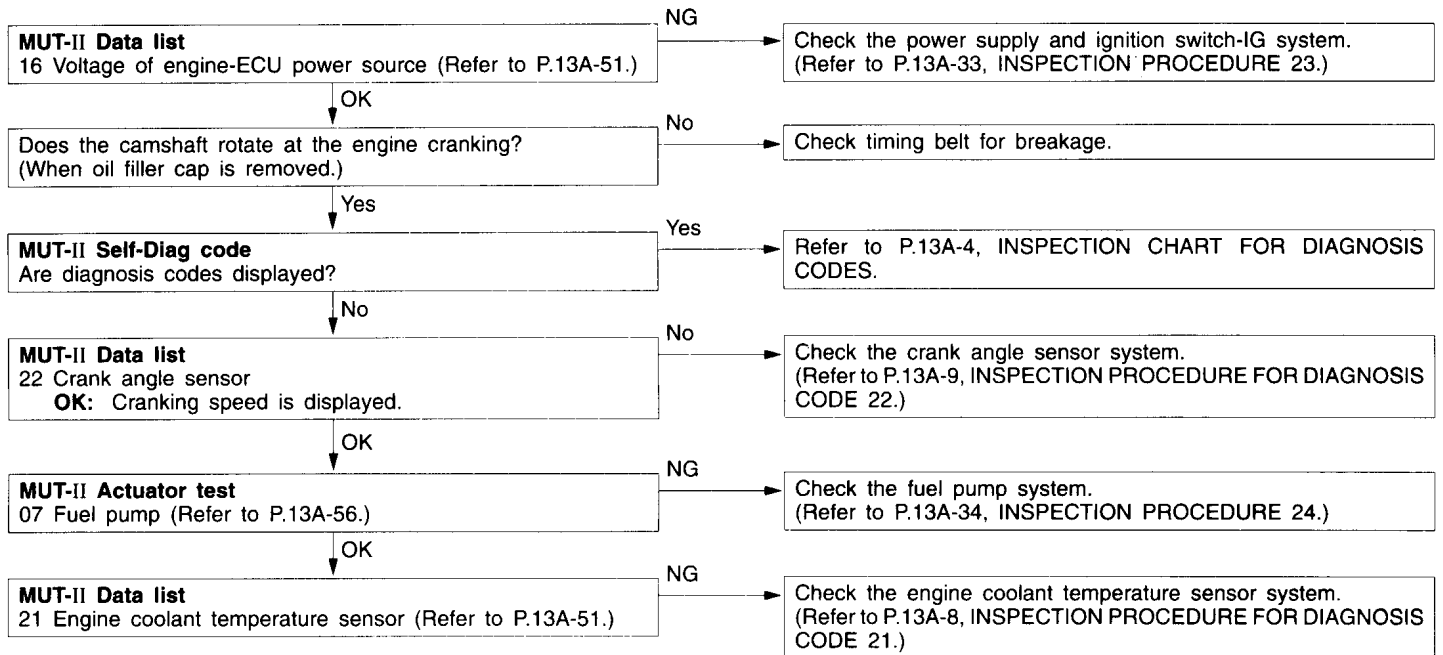 MUT-II Data list
16 Voltage of engine-ECU power source (Refer to P.13A-51.)
NG
Check the power supply and ignition switch-IG system.
(Refer to P.13A-33, INSPECTION PROCEDURE 23.)
OK
Does the camshaft rotate at the engine cranking?
(When oil filler cap is removed.)
No
Check timing belt for breakage.
Yes
MUT-II Self-Diag code
Are diagnosis codes displayed?
Yes
Refer to P.13A-4, INSPECTION CHART FOR DIAGNOSIS
CODES.
No
MUT-II Data list
22 Crank angle sensor
OK: Cranking speed is displayed.
No
Check the crank angle sensor system.
(Refer to P.13A-9, INSPECTION PROCEDURE FOR DIAGNOSIS
CODE 22.)
OK
MUT-II Actuator test
07 Fuel pump (Refer to P.13A-56.)
NG
Check the fuel pump system.
(Refer to P.13A-34, INSPECTION PROCEDURE 24.)
OK
MUT-II Data list
21 Engine coolant temperature sensor (Refer to P.13A-51.)
NG
Check the engine coolant temperature sensor system.
(Refer to P.13A-8, INSPECTION PROCEDURE FOR DIAGNOSIS
CODE 21.)